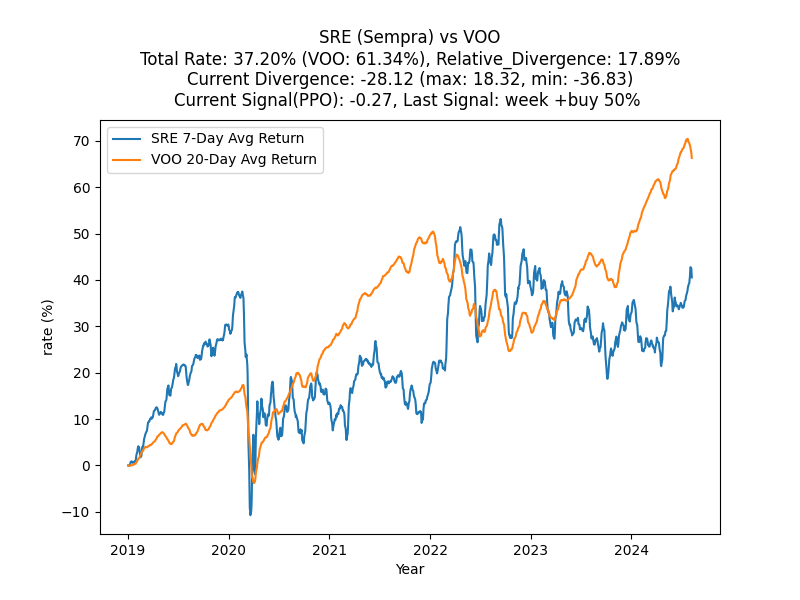 SRE (Sempra) vs VOO
Total Rate: 37.20% (VOO: 61.34%), Relative_Divergence: 17.89%
Current Divergence: -28.12 (max: 18.32, min: -36.83)
Current Signal(PPO): -0.27, Last Signal: week +buy 50%
SRE 7-Day Avg Return
VOO 20-Day Avg Return
70
60
50
40
30
20
10
0
−10
rate (%)
2019
2020
2021
2022
2023
2024
Year